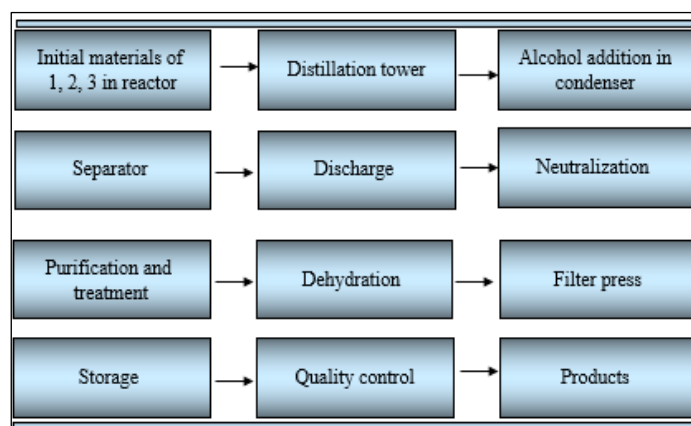 Initial materials of
1, 2, 3 in reactor
Distillation tower
Alcohol addition in
condenser
Separator
Discharge
Neutralization
Purification and
treatment
Dehydration
Filter press
Storage
Quality control
Products